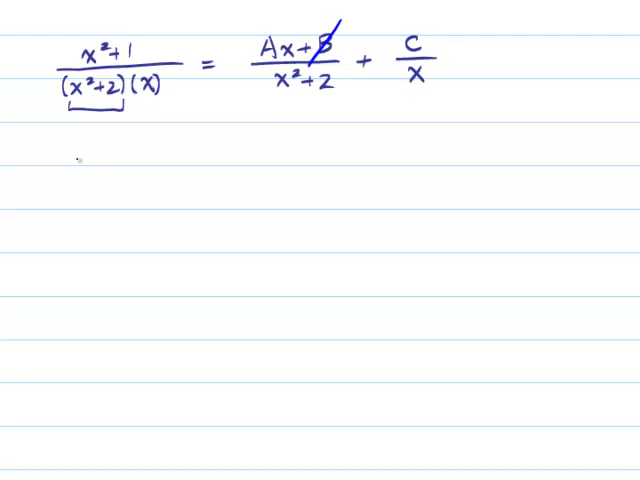 x²+1 / (x²+2)(x) = Ax+B / x²+2 + C / x